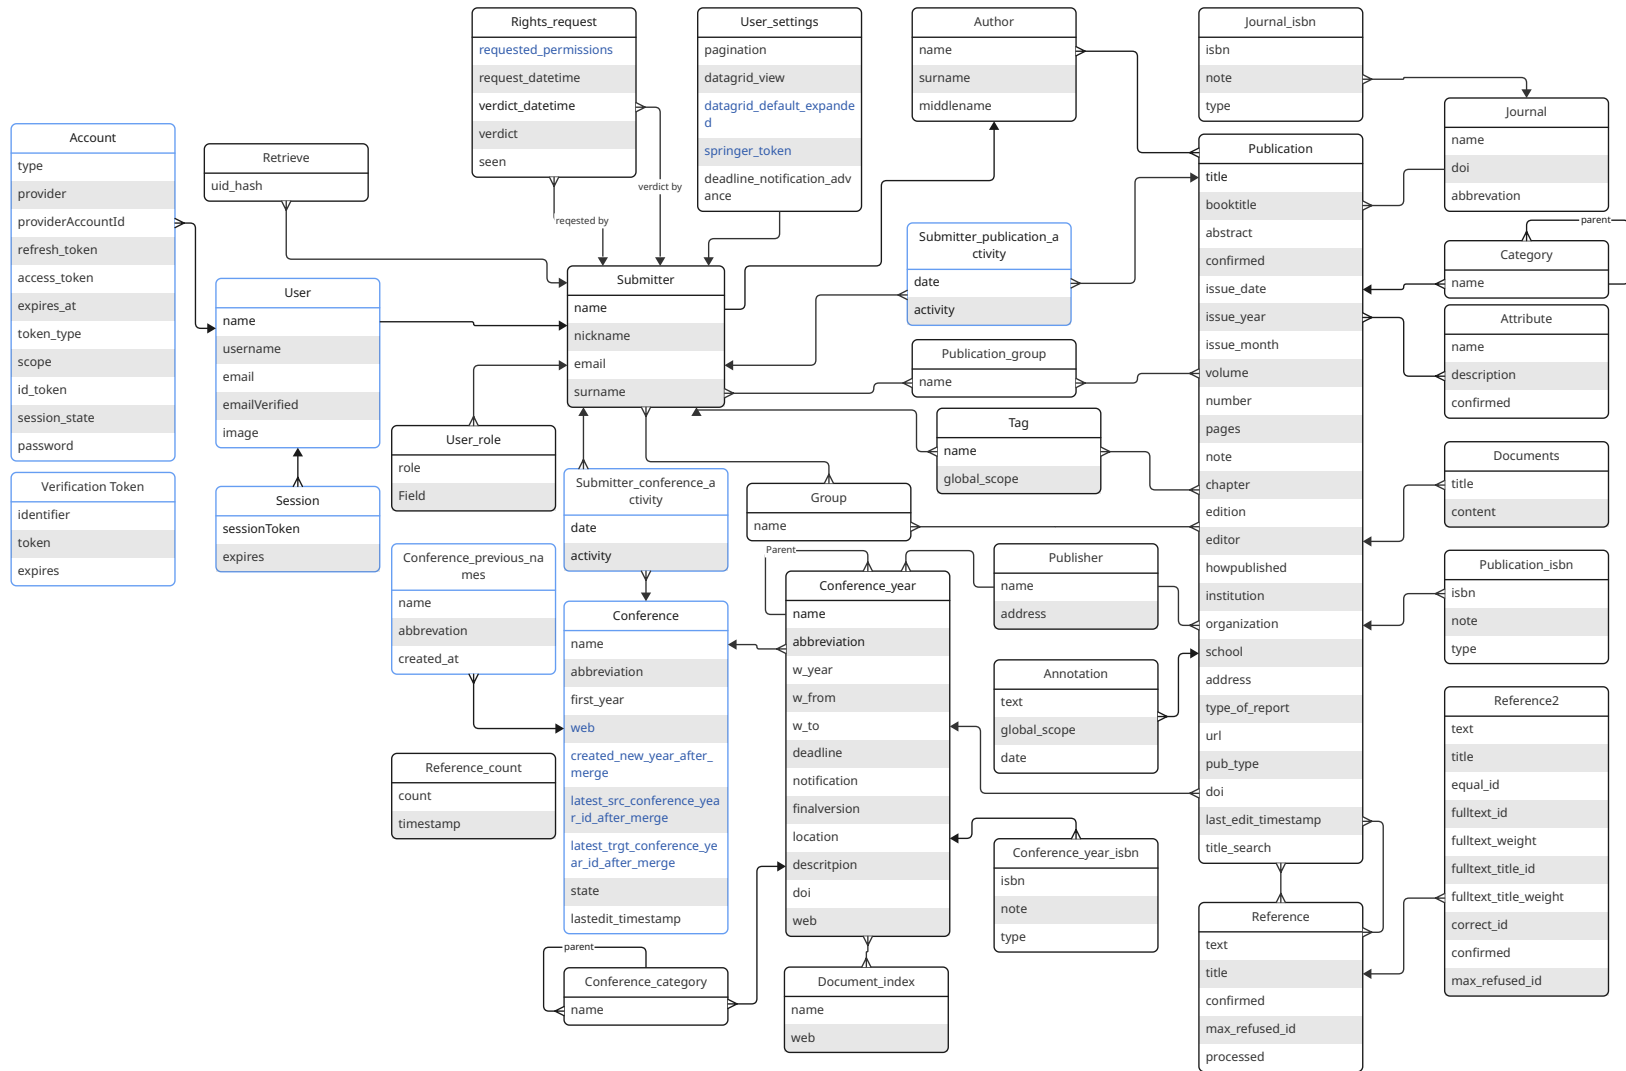 Rights_request
requested_permissions
request_datetime
verdict_datetime
verdict
seen
User_settings
pagination
datagrid_view
datagrid_default_expande
d
springer_token
deadline_notification_adv
ance
Author
name
surname
middlename
Journal_isbn
isbn
note
type
Journal
name
doi
abbrevation
Account
type
provider
providerAccountId
refresh_token
access_token
expires_at
token_type
scope
id_token
session_state
password
Retrieve
uid_hash
verdict by
reqested by
Publication
title
booktitle
abstract
confirmed
issue_date
issue_year
issue_month
volume
number
pages
note
chapter
edition
editor
howpublished
institution
organization
school
address
type_of_report
url
pub_type
doi
last_edit_timestamp
title_search
parent
Category
name
Submitter_publication_a
ctivity
date
activity
Submitter
name
nickname
email
surname
User
name
username
email
emailVerified
image
Attribute
name
description
confirmed
Publication_group
name
Tag
name
global_scope
User_role
role
Field
Documents
title
content
Verification Token
identifier
token
expires
Session
sessionToken
expires
Submitter_conference_a
ctivity
date
activity
Group
name
Conference_previous_na
mes
name
abbrevation
created_at
Parent
Publisher
name
address
Publication_isbn
isbn
note
type
Conference_year
name
abbreviation
w_year
w_from
w_to
deadline
notification
finalversion
location
descritpion
doi
web
Conference
name
abbreviation
first_year
web
created_new_year_after_
merge
latest_src_conference_yea
r_id_after_merge
latest_trgt_conference_ye
ar_id_after_merge
state
lastedit_timestamp
Annotation
text
global_scope
date
Reference2
text
title
equal_id
fulltext_id
fulltext_weight
fulltext_title_id
fulltext_title_weight
correct_id
confirmed
max_refused_id
Reference_count
count
timestamp
Conference_year_isbn
isbn
note
type
Reference
text
title
confirmed
max_refused_id
processed
parent
Conference_category
name
Document_index
name
web